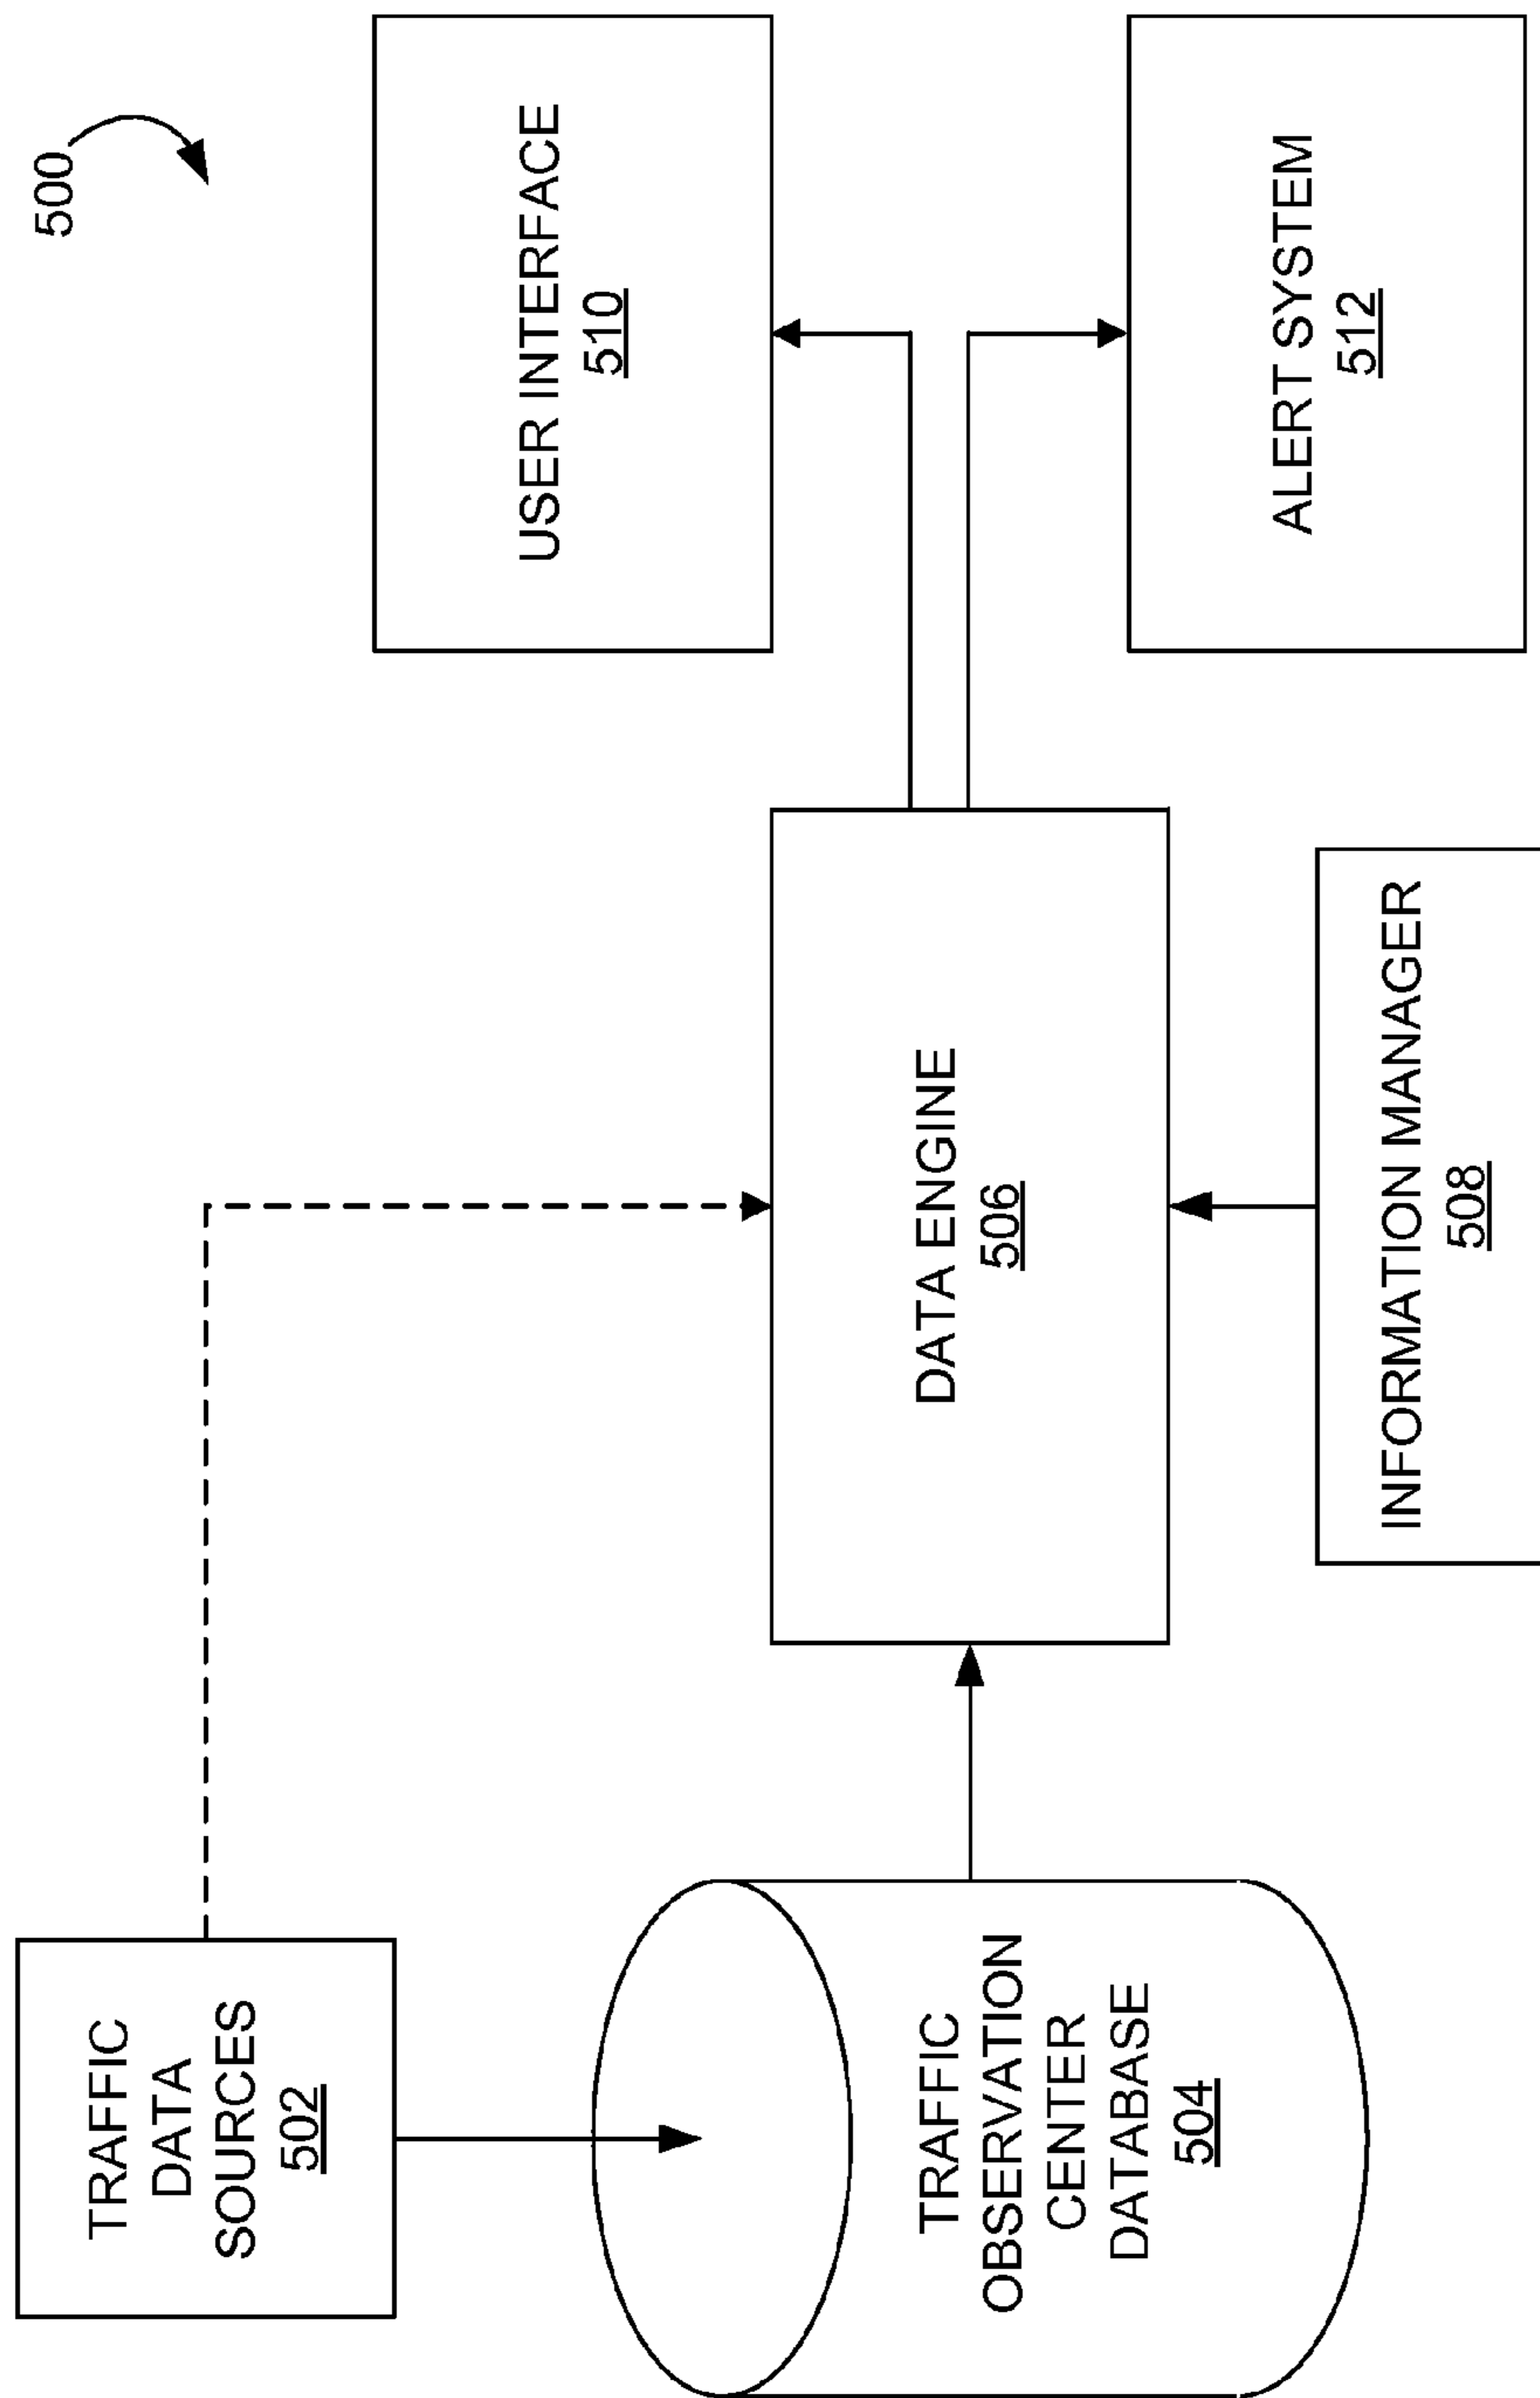 500
TRAFFIC
DATA
SOURCES
502
USER INTERFACE
510
TRAFFIC
OBSERVATION
CENTER
DATABASE
504
DATA ENGINE
506
ALERT SYSTEM
512
INFORMATION MANAGER
508